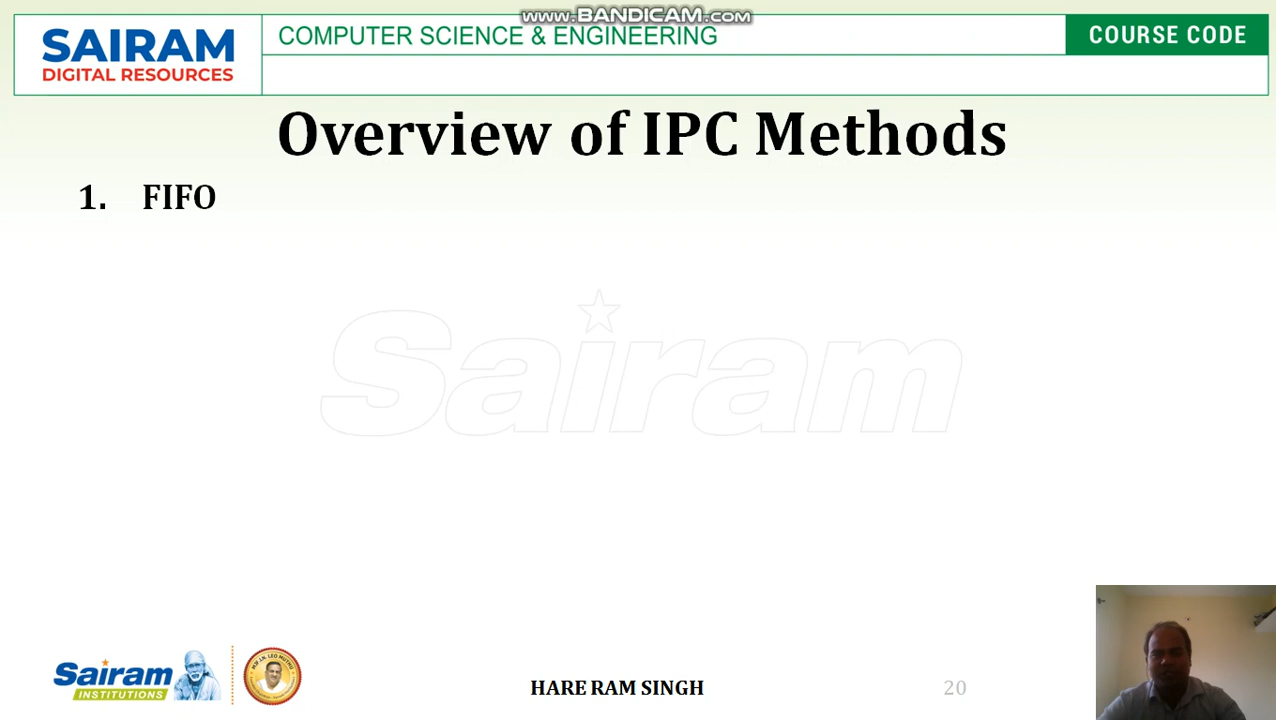 www.BANDICAM.com
SAIRAM
DIGITAL RESOURCES
COMPUTER SCIENCE & ENGINEERING
COURSE CODE
Overview of IPC Methods
1. FIFO
Sairam
Sairam
INSTITUTIONS
HARE RAM SINGH
20